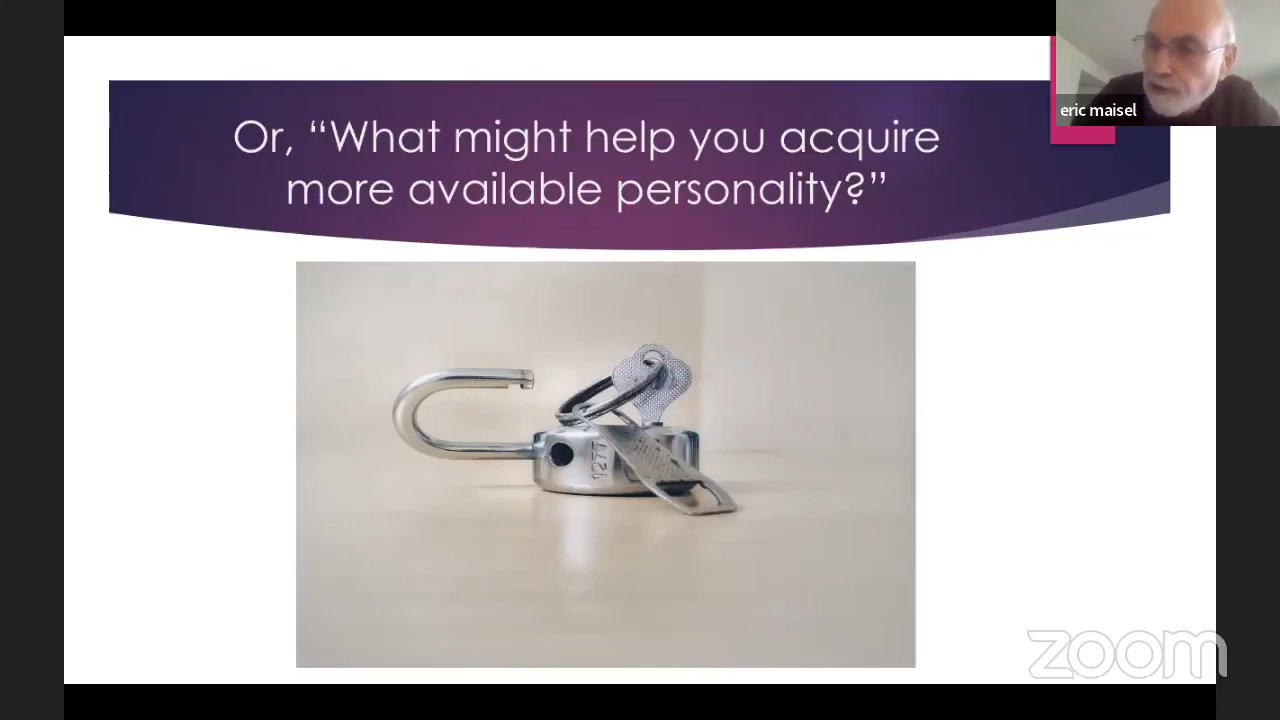 Or, “What might help you acquire
more available personality?”
eric maisel
1277
zoom